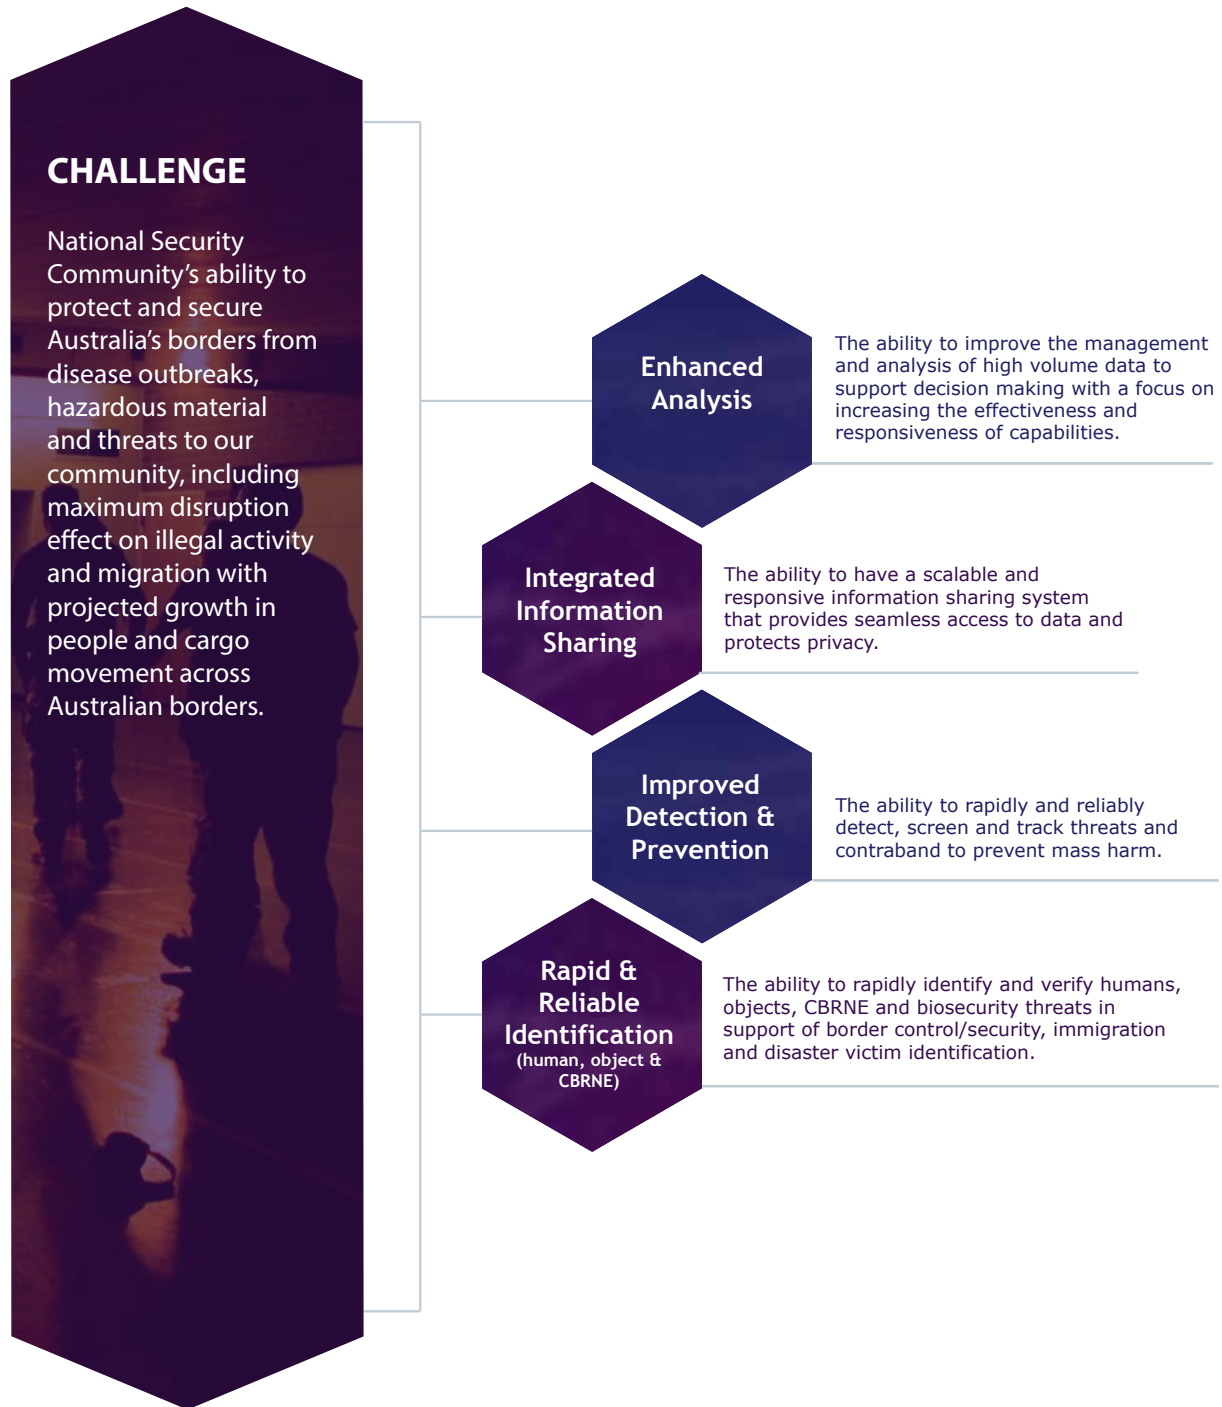 CHALLENGE
National Security
Community’s ability to
protect and secure
Australia’s borders from
disease outbreaks,
hazardous material
and threats to our
community, including
maximum disruption
effect on illegal activity
and migration with
projected growth in
people and cargo
movement across
Australian borders.
Enhanced
Analysis
The ability to improve the management
and analysis of high volume data to
support decision making with a focus on
increasing the effectiveness and
responsiveness of capabilities.
Integrated
Information
Sharing
The ability to have a scalable and
responsive information sharing system
that provides seamless access to data and
protects privacy.
Improved
Detection &
Prevention
The ability to rapidly and reliably
detect, screen and track threats and
contraband to prevent mass harm.
Rapid &
Reliable
Identification
(human, object &
CBRNE)
The ability to rapidly identify and verify humans,
objects, CBRNE and biosecurity threats in
support of border control/security, immigration
and disaster victim identification.